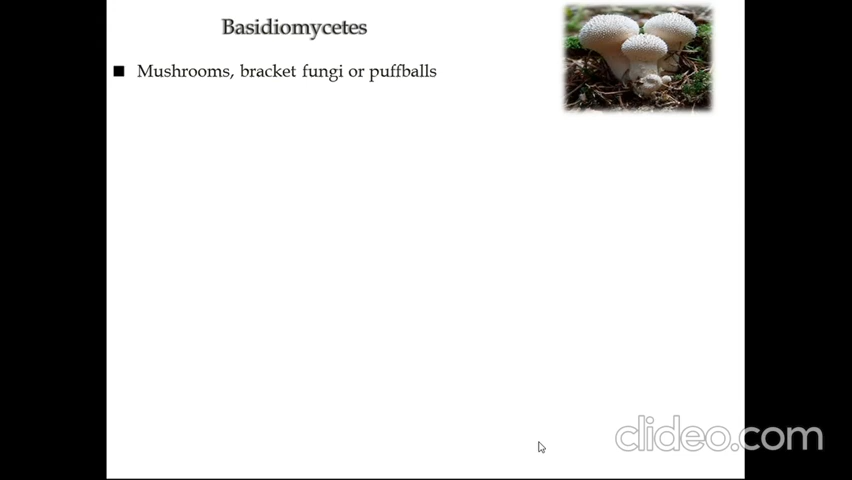 Basidiomycetes
■ Mushrooms, bracket fungi or puffballs
clideo.com